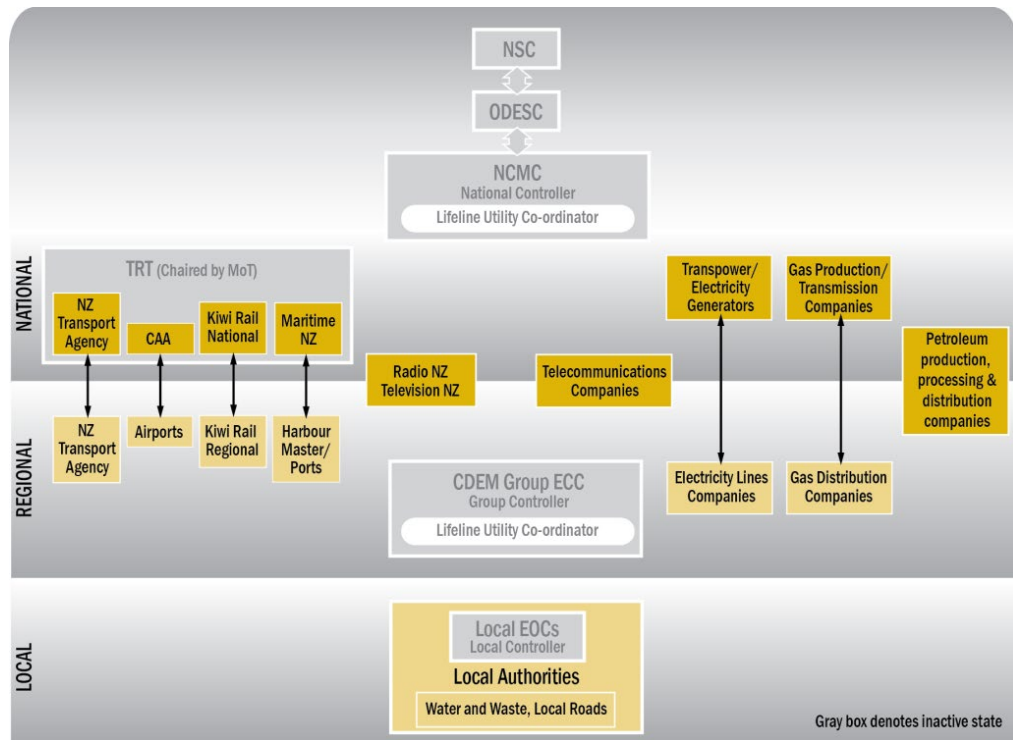 NSC
ODESC
NCMC
National Controller
Lifeline Utility Co-ordinator
NATIONAL
TRT (Chaired by MoT)
NZ
Transport
Agency
CAA
Kiwi Rail
National
Maritime
NZ
Transpower/
Electricity
Generators
Gas Production/
Transmission
Companies
Radio NZ
Television NZ
Telecommunications
Companies
Petroleum
production,
processing &
distribution
companies
REGIONAL
NZ
Transport
Agency
Airports
Kiwi Rail
Regional
Harbour
Master/
Ports
CDEM Group ECC
Group Controller
Lifeline Utility Co-ordinator
Electricity Lines
Companies
Gas Distribution
Companies
LOCAL
Local EOCs
Local Controller
Local Authorities
Water and Waste, Local Roads
Gray box denotes inactive state